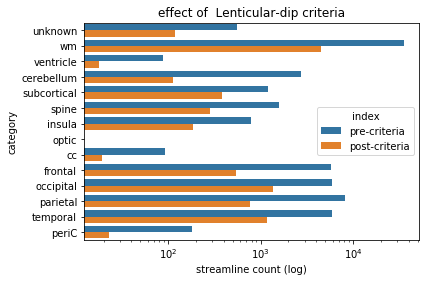 effect of  Lenticular-dip criteria
category
unknown
wm
ventricle
cerebellum
subcortical
spine
insula
optic
cc
frontal
occipital
parietal
temporal
periC
index
pre-criteria
post-criteria
10²
10³
10⁴
streamline count (log)